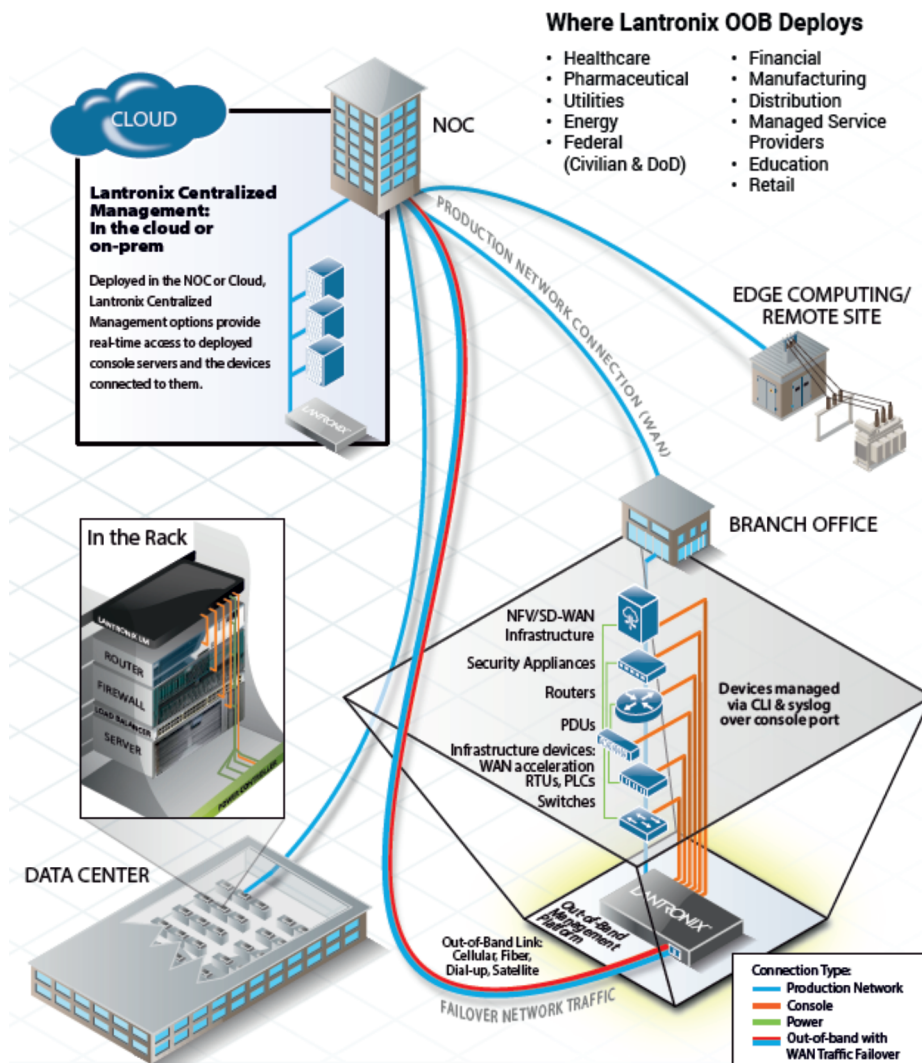 Where Lantronix OOB Deploys
• Healthcare
• Pharmaceutical
• Utilities
• Energy
• Federal
(Civilian & DoD)
• Financial
• Manufacturing
• Distribution
• Managed Service
Providers
• Education
• Retail
CLOUD
NOC
Lantronix Centralized
Management:
In the cloud or
on-prem
Deployed in the NOC or Cloud,
Lantronix Centralized
Management options provide
real-time access to deployed
console servers and the devices
connected to them.
LANTRONIX
PRODUCTION NETWORK CONNECTION (WAN)
EDGE COMPUTING/
REMOTE SITE
BRANCH OFFICE
In the Rack
LANTRONIX LM
ROUTER
FIREWALL
LOAD BALANCER
SERVER
POWER CONTROLLER
NFV/SD-WAN
Infrastructure
Security Appliances
Routers
PDUs
Infrastructure devices:
WAN acceleration
RTUs, PLCs
Switches
Devices managed
via CLI & syslog
over console port
DATA CENTER
LANTRONIX
Out-of-Band
Management
Platform
Out-of-Band Link:
Cellular, Fiber,
Dial-up, Satellite
FAILOVER NETWORK TRAFFIC
Connection Type:
Production Network
Console
Power
Out-of-band with
WAN Traffic Failover